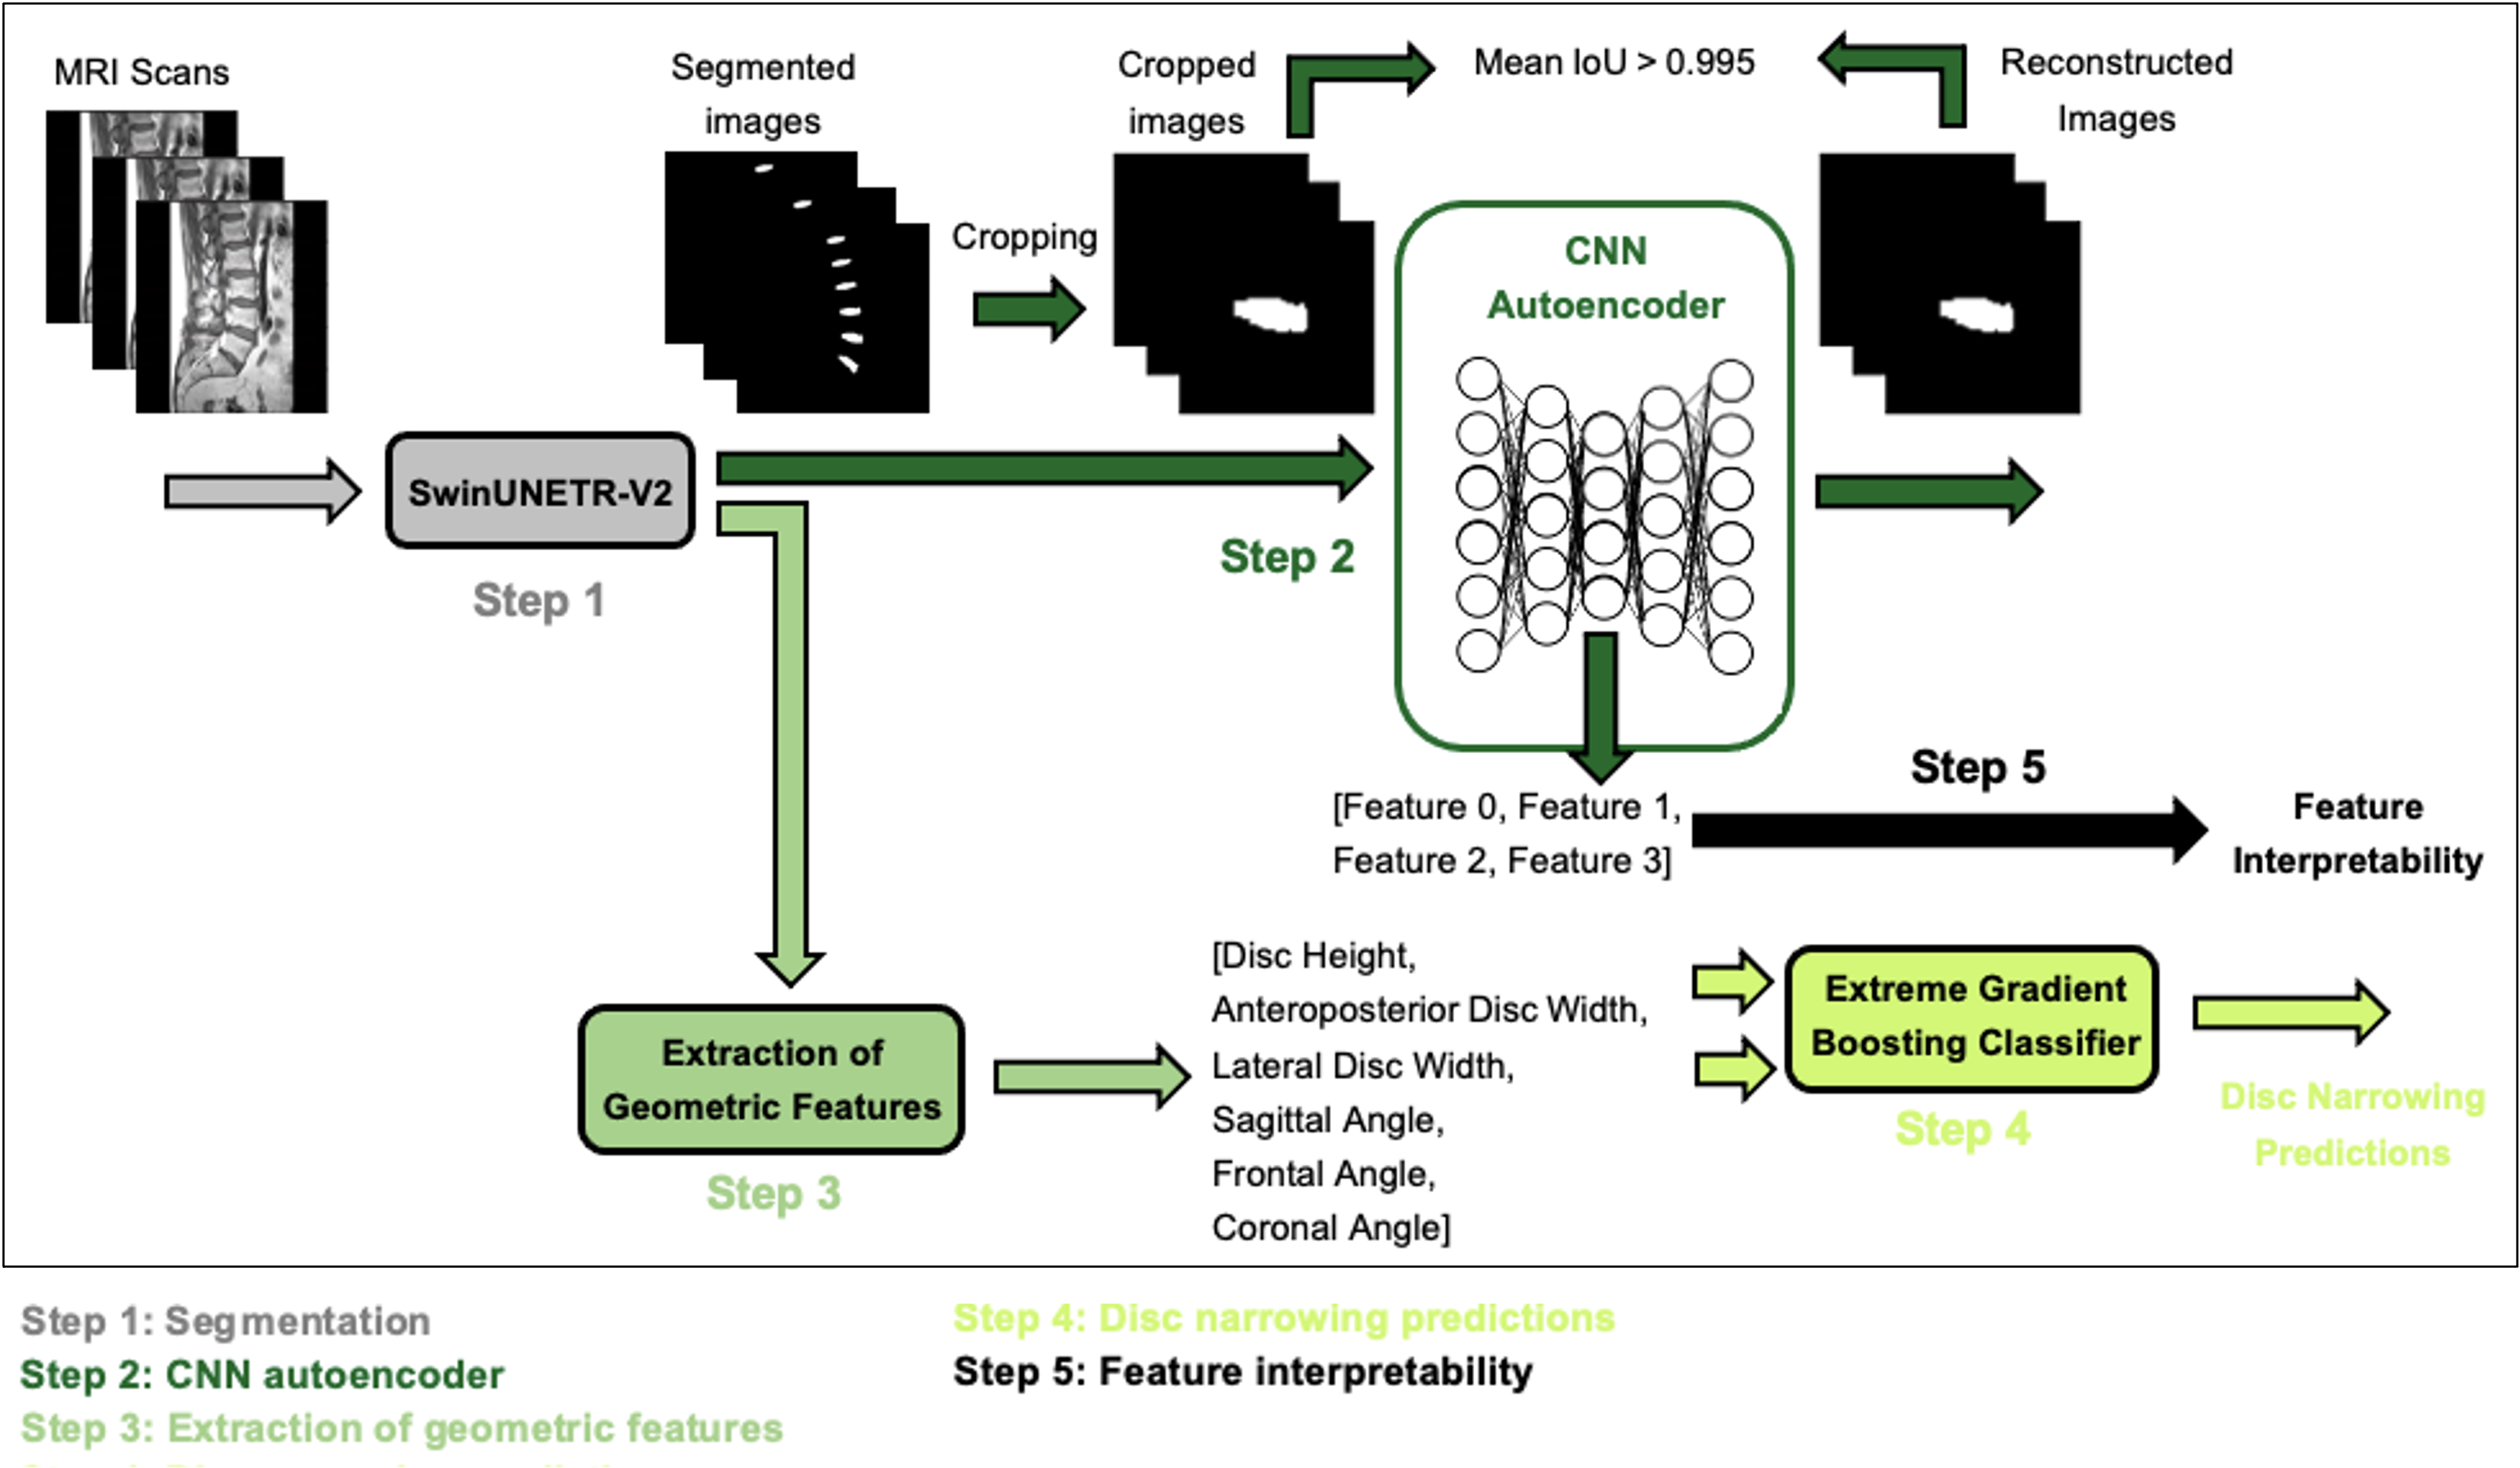 MRI Scans
Segmented
images
Cropping
Cropped
images
Mean IoU > 0.995
Reconstructed
Images
CNN
Autoencoder
SwinUNETR-V2
Step 1
Step 2
[Feature 0, Feature 1,
Feature 2, Feature 3]
Step 5
Feature
Interpretability
Extraction of
Geometric Features
Step 3
[Disc Height,
Anteroposterior Disc Width,
Lateral Disc Width,
Sagittal Angle,
Frontal Angle,
Coronal Angle]
Extreme Gradient
Boosting Classifier
Step 4
Disc Narrowing
Predictions
Step 1: Segmentation
Step 2: CNN autoencoder
Step 3: Extraction of geometric features
Step 4: Disc narrowing predictions
Step 5: Feature interpretability